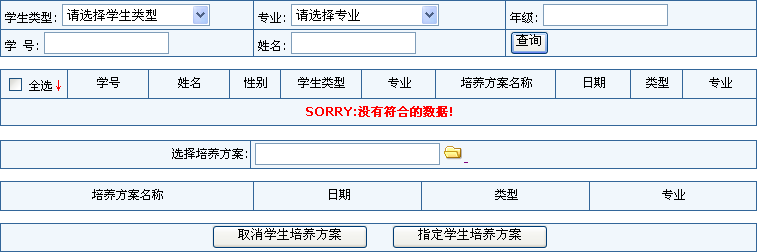 学生类型: 请选择学生类型 专业: 请选择专业 年级:
学 号: 姓名: 查询
全选↓ 学号 姓名 性别 学生类型 专业 培养方案名称 日期 类型 专业
SORRY:没有符合的数据!
选择培养方案:
培养方案名称 日期 类型 专业
取消学生培养方案 指定学生培养方案